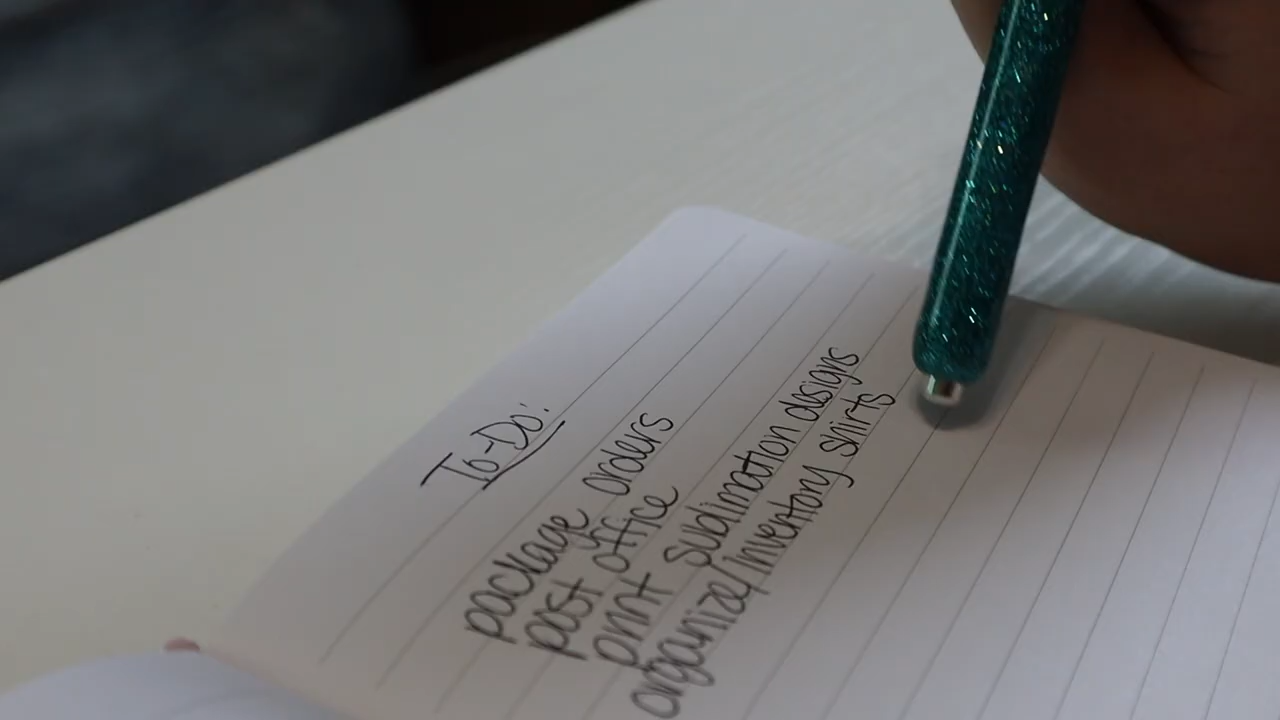 To-Do:
package orders
post office
print sublimation designs
organize/inventory shirts